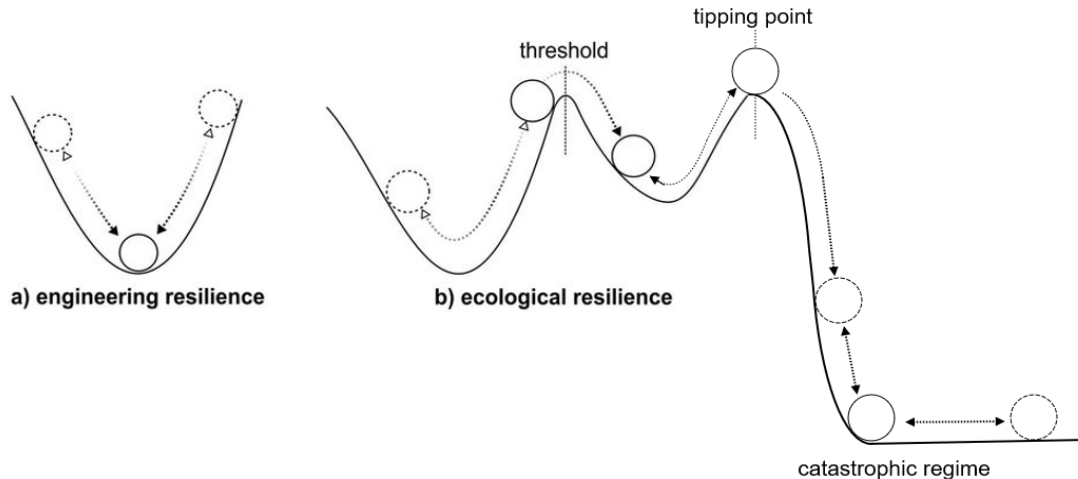 tipping point
threshold
a) engineering resilience
b) ecological resilience
catastrophic regime